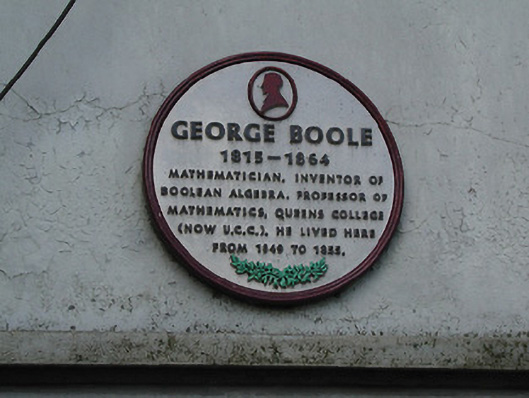 GEORGE BOOLE
1815-1864
MATHEMATICIAN, INVENTOR OF
BOOLEAN ALGEBRA, PROFESSOR OF
MATHEMATICS, QUEENS COLLEGE
(NOW U.C.C.). HE LIVED HERE
FROM 1849 TO 1855.